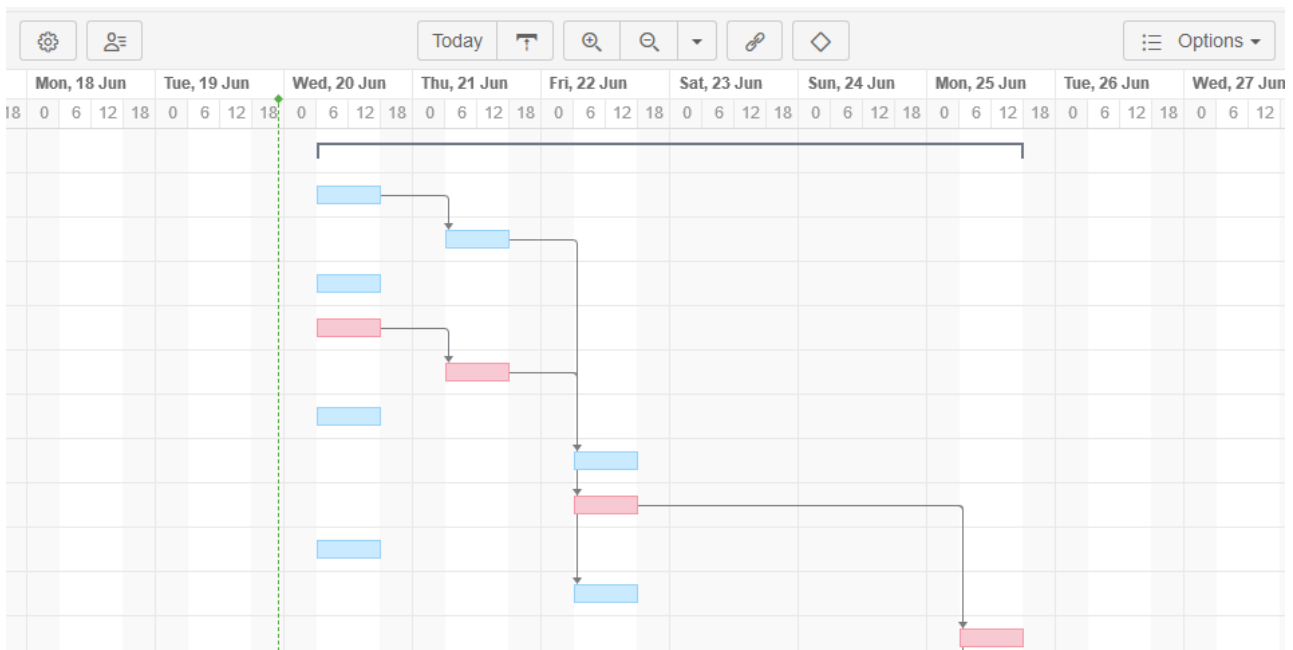 Today Options
Mon, 18 Jun Tue, 19 Jun Wed, 20 Jun Thu, 21 Jun Fri, 22 Jun Sat, 23 Jun Sun, 24 Jun Mon, 25 Jun Tue, 26 Jun Wed, 27 Jun
18 0 6 12 18 0 6 12 18 0 6 12 18 0 6 12 18 0 6 12 18 0 6 12 18 0 6 12 18 0 6 12 18 0 6 12 18 0 6 12